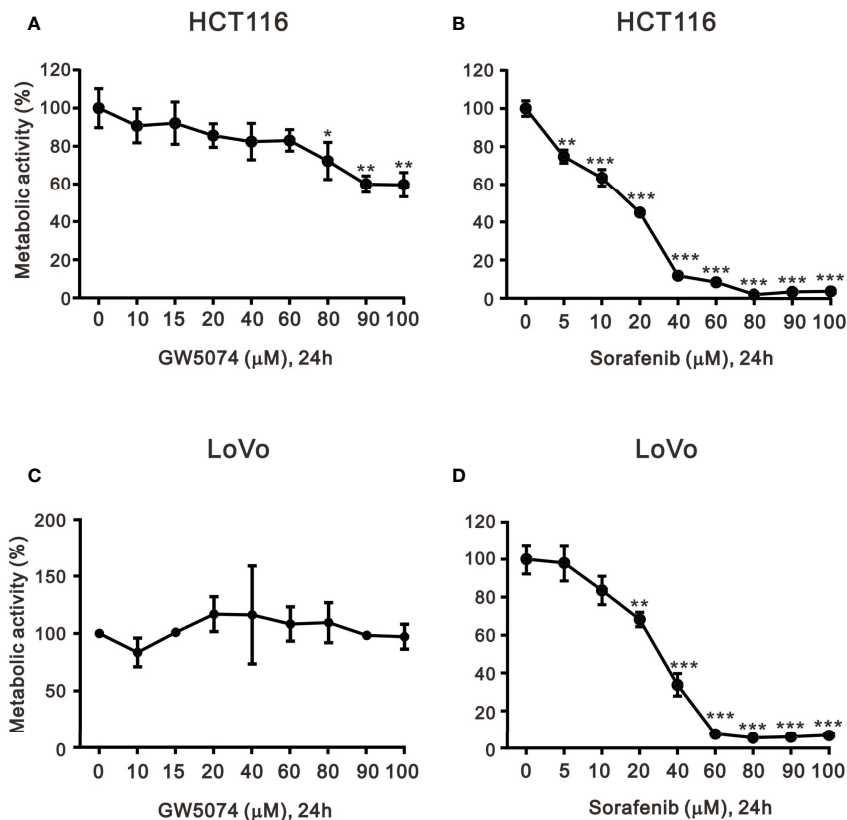 A
HCT116
Metabolic activity (%)
120
100
80
60
40
20
0
*
**
**
0 10 15 20 40 60 80 90 100
GW5074 (μM), 24h
B
HCT116
120
100
80
60
40
20
0
**
***
***
***
***
***
***
***
0 5 10 20 40 60 80 90 100
Sorafenib (μM), 24h
C
LoVo
Metabolic activity (%)
200
150
100
50
0
0 10 15 20 40 60 80 90 100
GW5074 (μM), 24h
D
LoVo
120
100
80
60
40
20
0
**
***
***
***
***
***
0 5 10 20 40 60 80 90 100
Sorafenib (μM), 24h